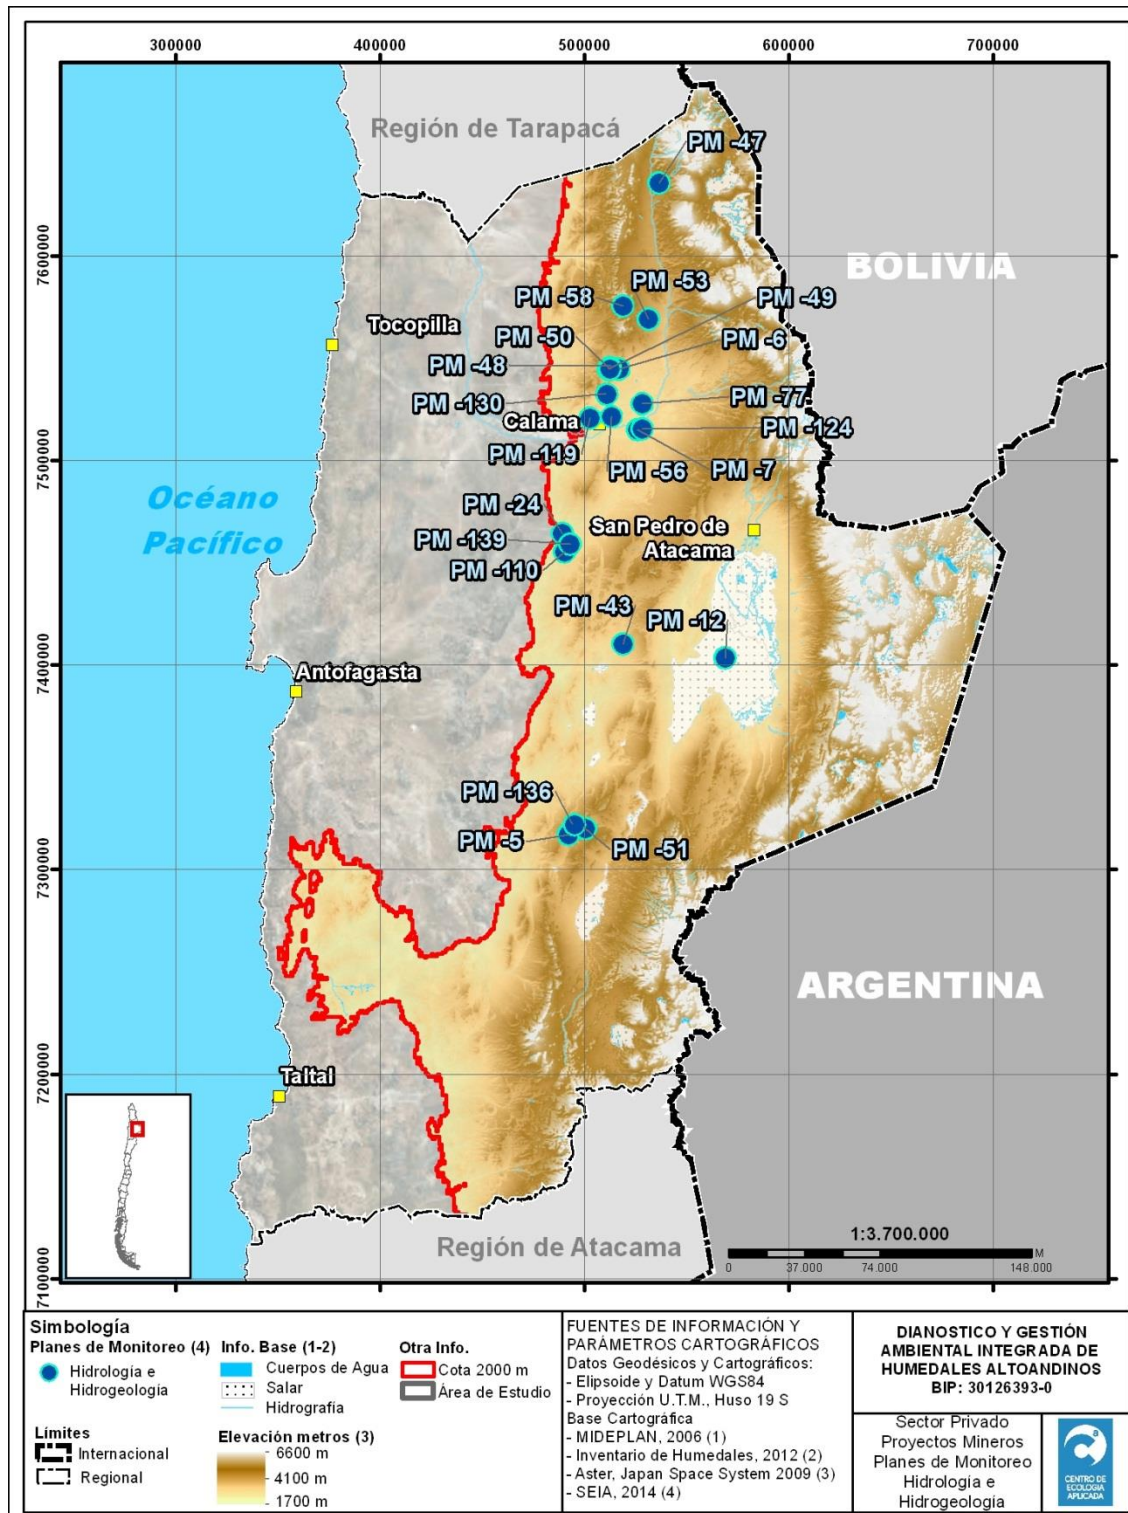 300000
400000
500000
600000
700000
Región de Tarapacá
PM -47
7600000
BOLIVIA
PM -53
PM -58
PM -49
Tocopilla
PM -50
PM -6
PM -48
PM -130
PM -77
Calama
PM -124
PM -119
PM -56
PM -7
7500000
Océano
Pacífico
PM -24
San Pedro de
Atacama
PM -139
PM -110
PM -43
PM -12
7400000
Antofagasta
PM -136
PM -5
PM -51
7300000
ARGENTINA
7200000
Taltal
Región de Atacama
1:3.700.000
M
0
37.000
74.000
148.000
7100000
Simbología
Planes de Monitoreo (4)
Hidrología e
Hidrogeología
Info. Base (1-2)
Cuerpos de Agua
Salar
Hidrografia
Otra Info.
Cota 2000 m
Área de Estudio
Límites
Internacional
Regional
Elevación metros (3)
6600 m
4100 m
1700 m
FUENTES DE INFORMACIÓN Y
PARÁMETROS CARTOGRÁFICOS
Datos Geodésicos y Cartográficos:
- Elipsoide y Datum WGS84
- Proyección U.T.M., Huso 19 S
Base Cartográfica
- MIDEPLAN, 2006 (1)
- Inventario de Humedales, 2012 (2)
- Aster, Japan Space System 2009 (3)
- SEIA, 2014 (4)
DIANOSTICO Y GESTIÓN
AMBIENTAL INTEGRADA DE
HUMEDALES ALTOANDINOS
BIP: 30126393-0
Sector Privado
Proyectos Mineros
Planes de Monitoreo
Hidrología e
Hidrogeología
CENTRO DE
ECOLOGIA
APLICADA